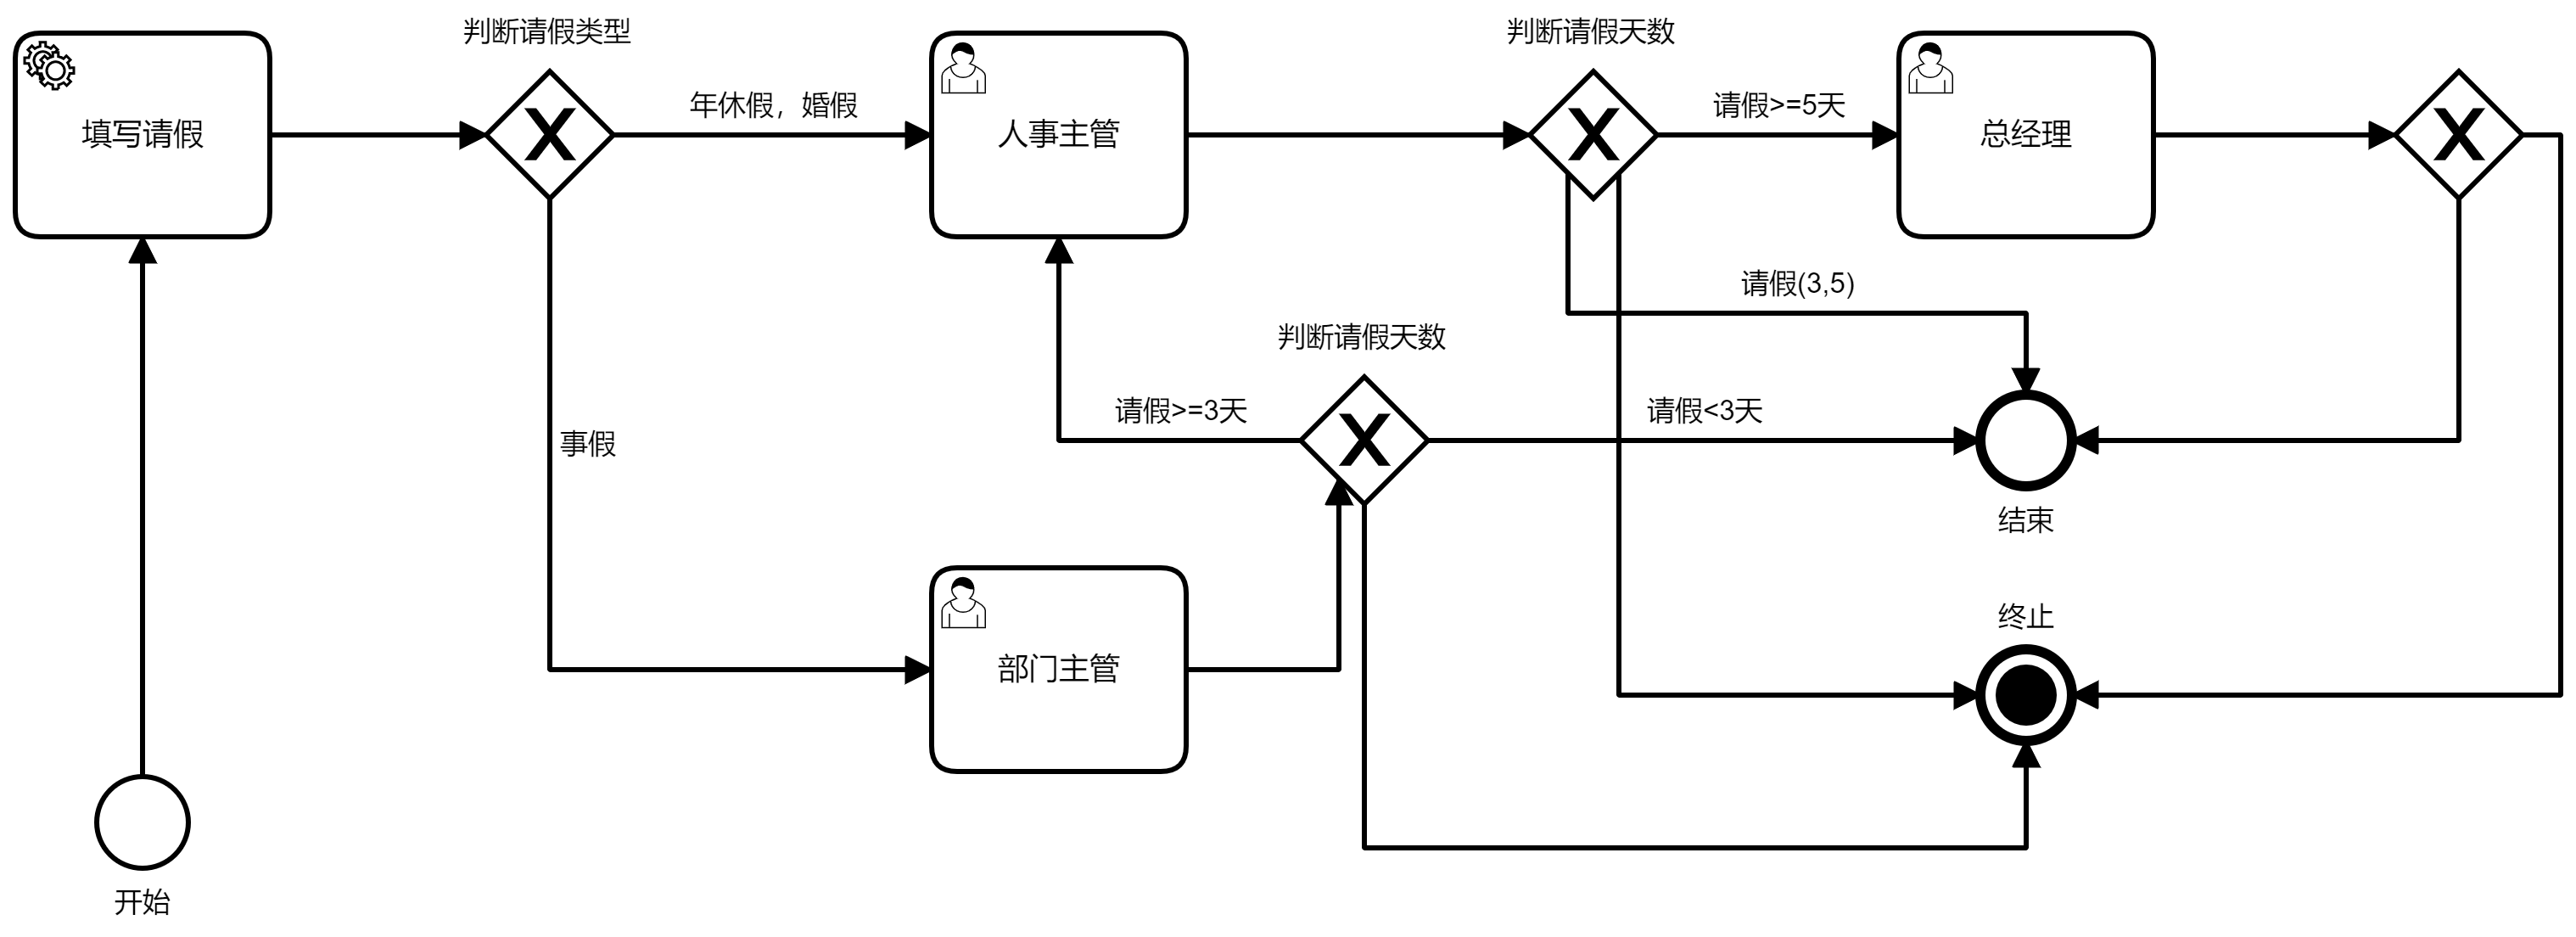 判断请假类型
判断请假天数
填写请假
年休假，婚假
人事主管
请假>=5天
总经理
请假(3,5)
判断请假天数
请假>=3天
请假<3天
事假
结束
终止
部门主管
开始